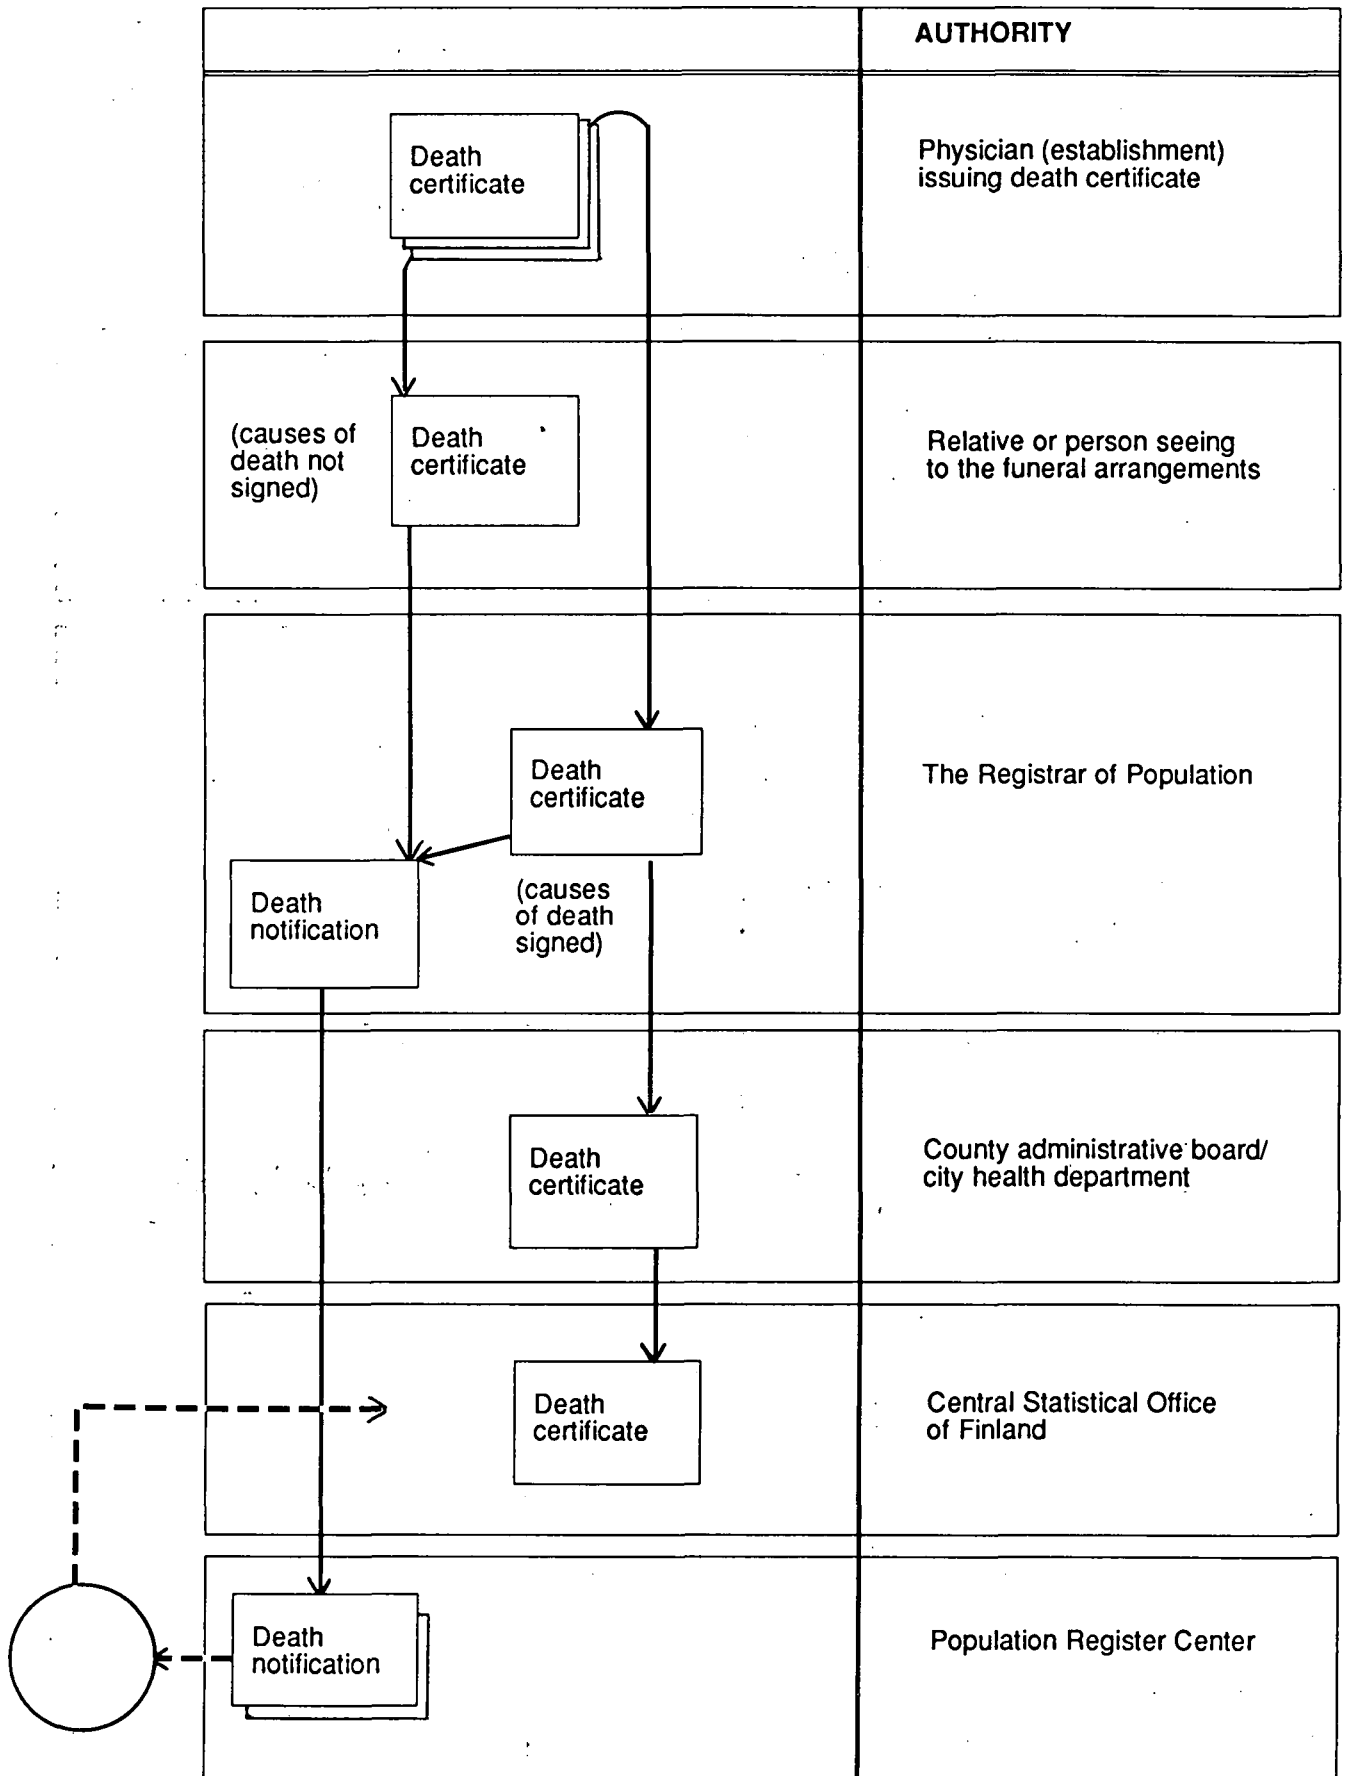 AUTHORITY
Death
certificate
Physician (establishment)
issuing death certificate
(causes of
death not
signed)
Death
certificate
Relative or person seeing
to the funeral arrangements
Death
certificate
The Registrar of Population
(causes
of death
signed)
Death
notification
Death
certificate
County administrative board/
city health department
Death
certificate
Central Statistical Office
of Finland
Death
notification
Population Register Center